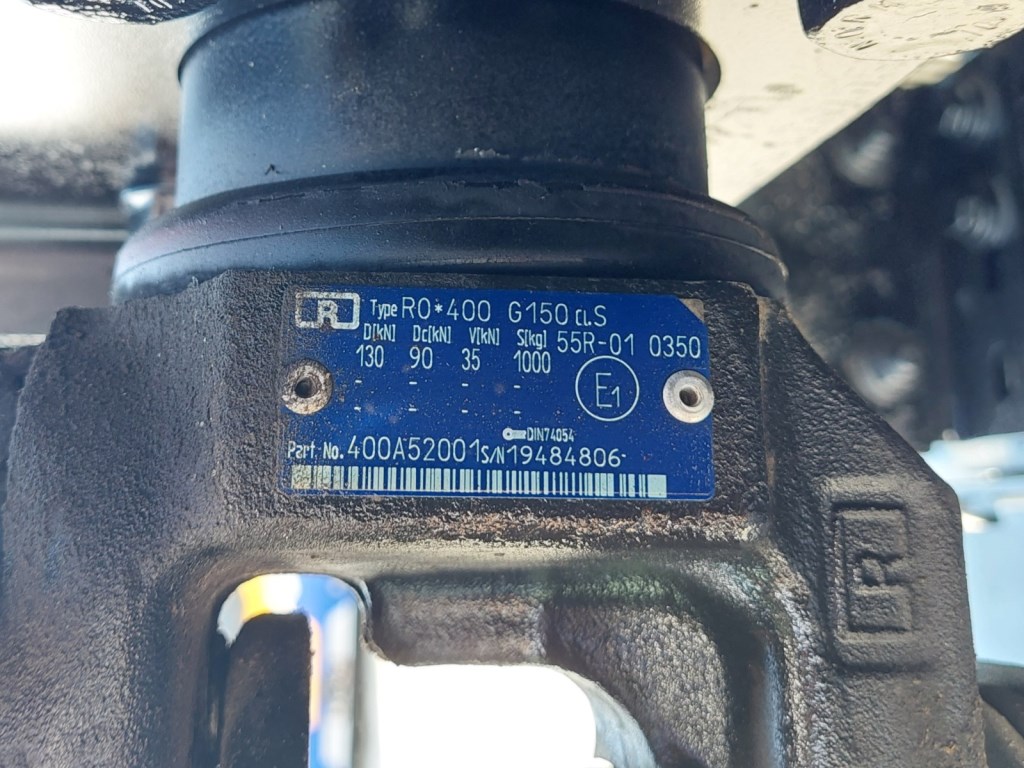 R Type RO*400 G150 CL.S
D[kN] Dc[kN] V[kN] S[kg] 55R-01 0350
130 90 35 1000
- - - - E1
- - - -
DIN74054
Part. No. 400A52001 S/N 19484806-
R